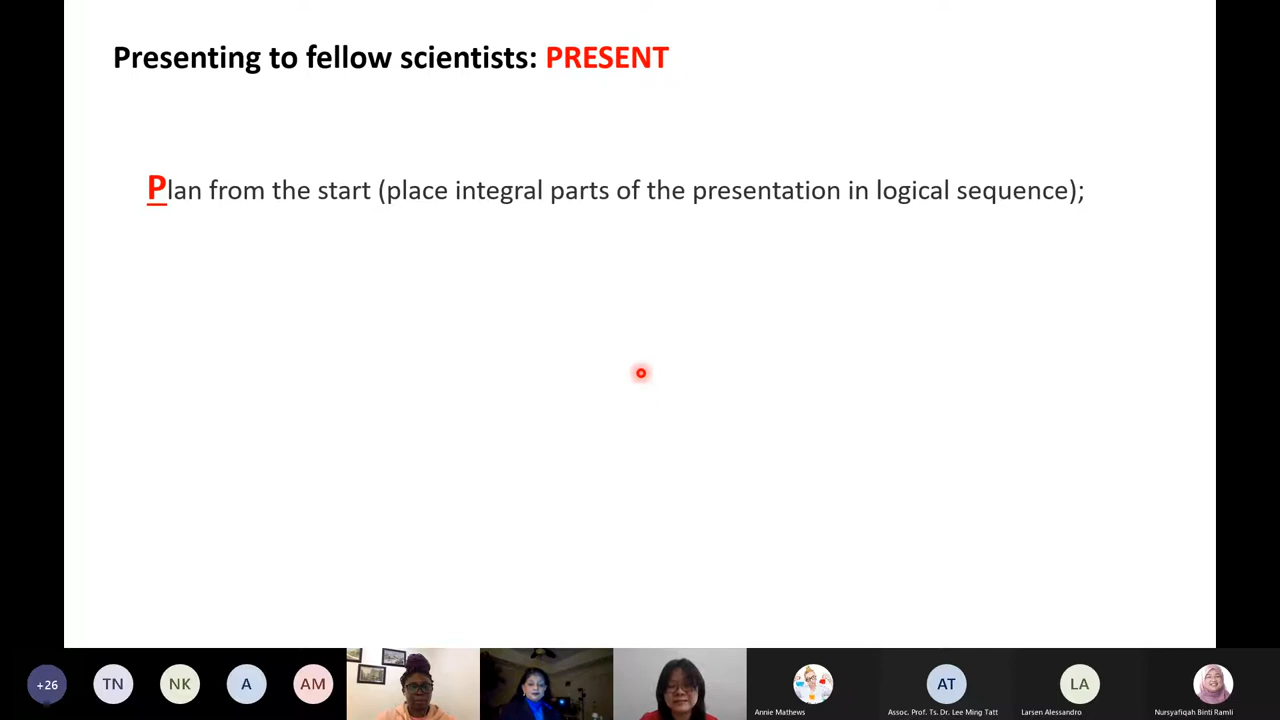 Presenting to fellow scientists: PRESENT
Plan from the start (place integral parts of the presentation in logical sequence);
+26
TN
NK
A
AM
Annie Mathews
AT
Assoc. Prof. Ts. Dr. Lee Ming Tatt
LA
Larsen Alessandro
Nursyafiqah Binti Ramli